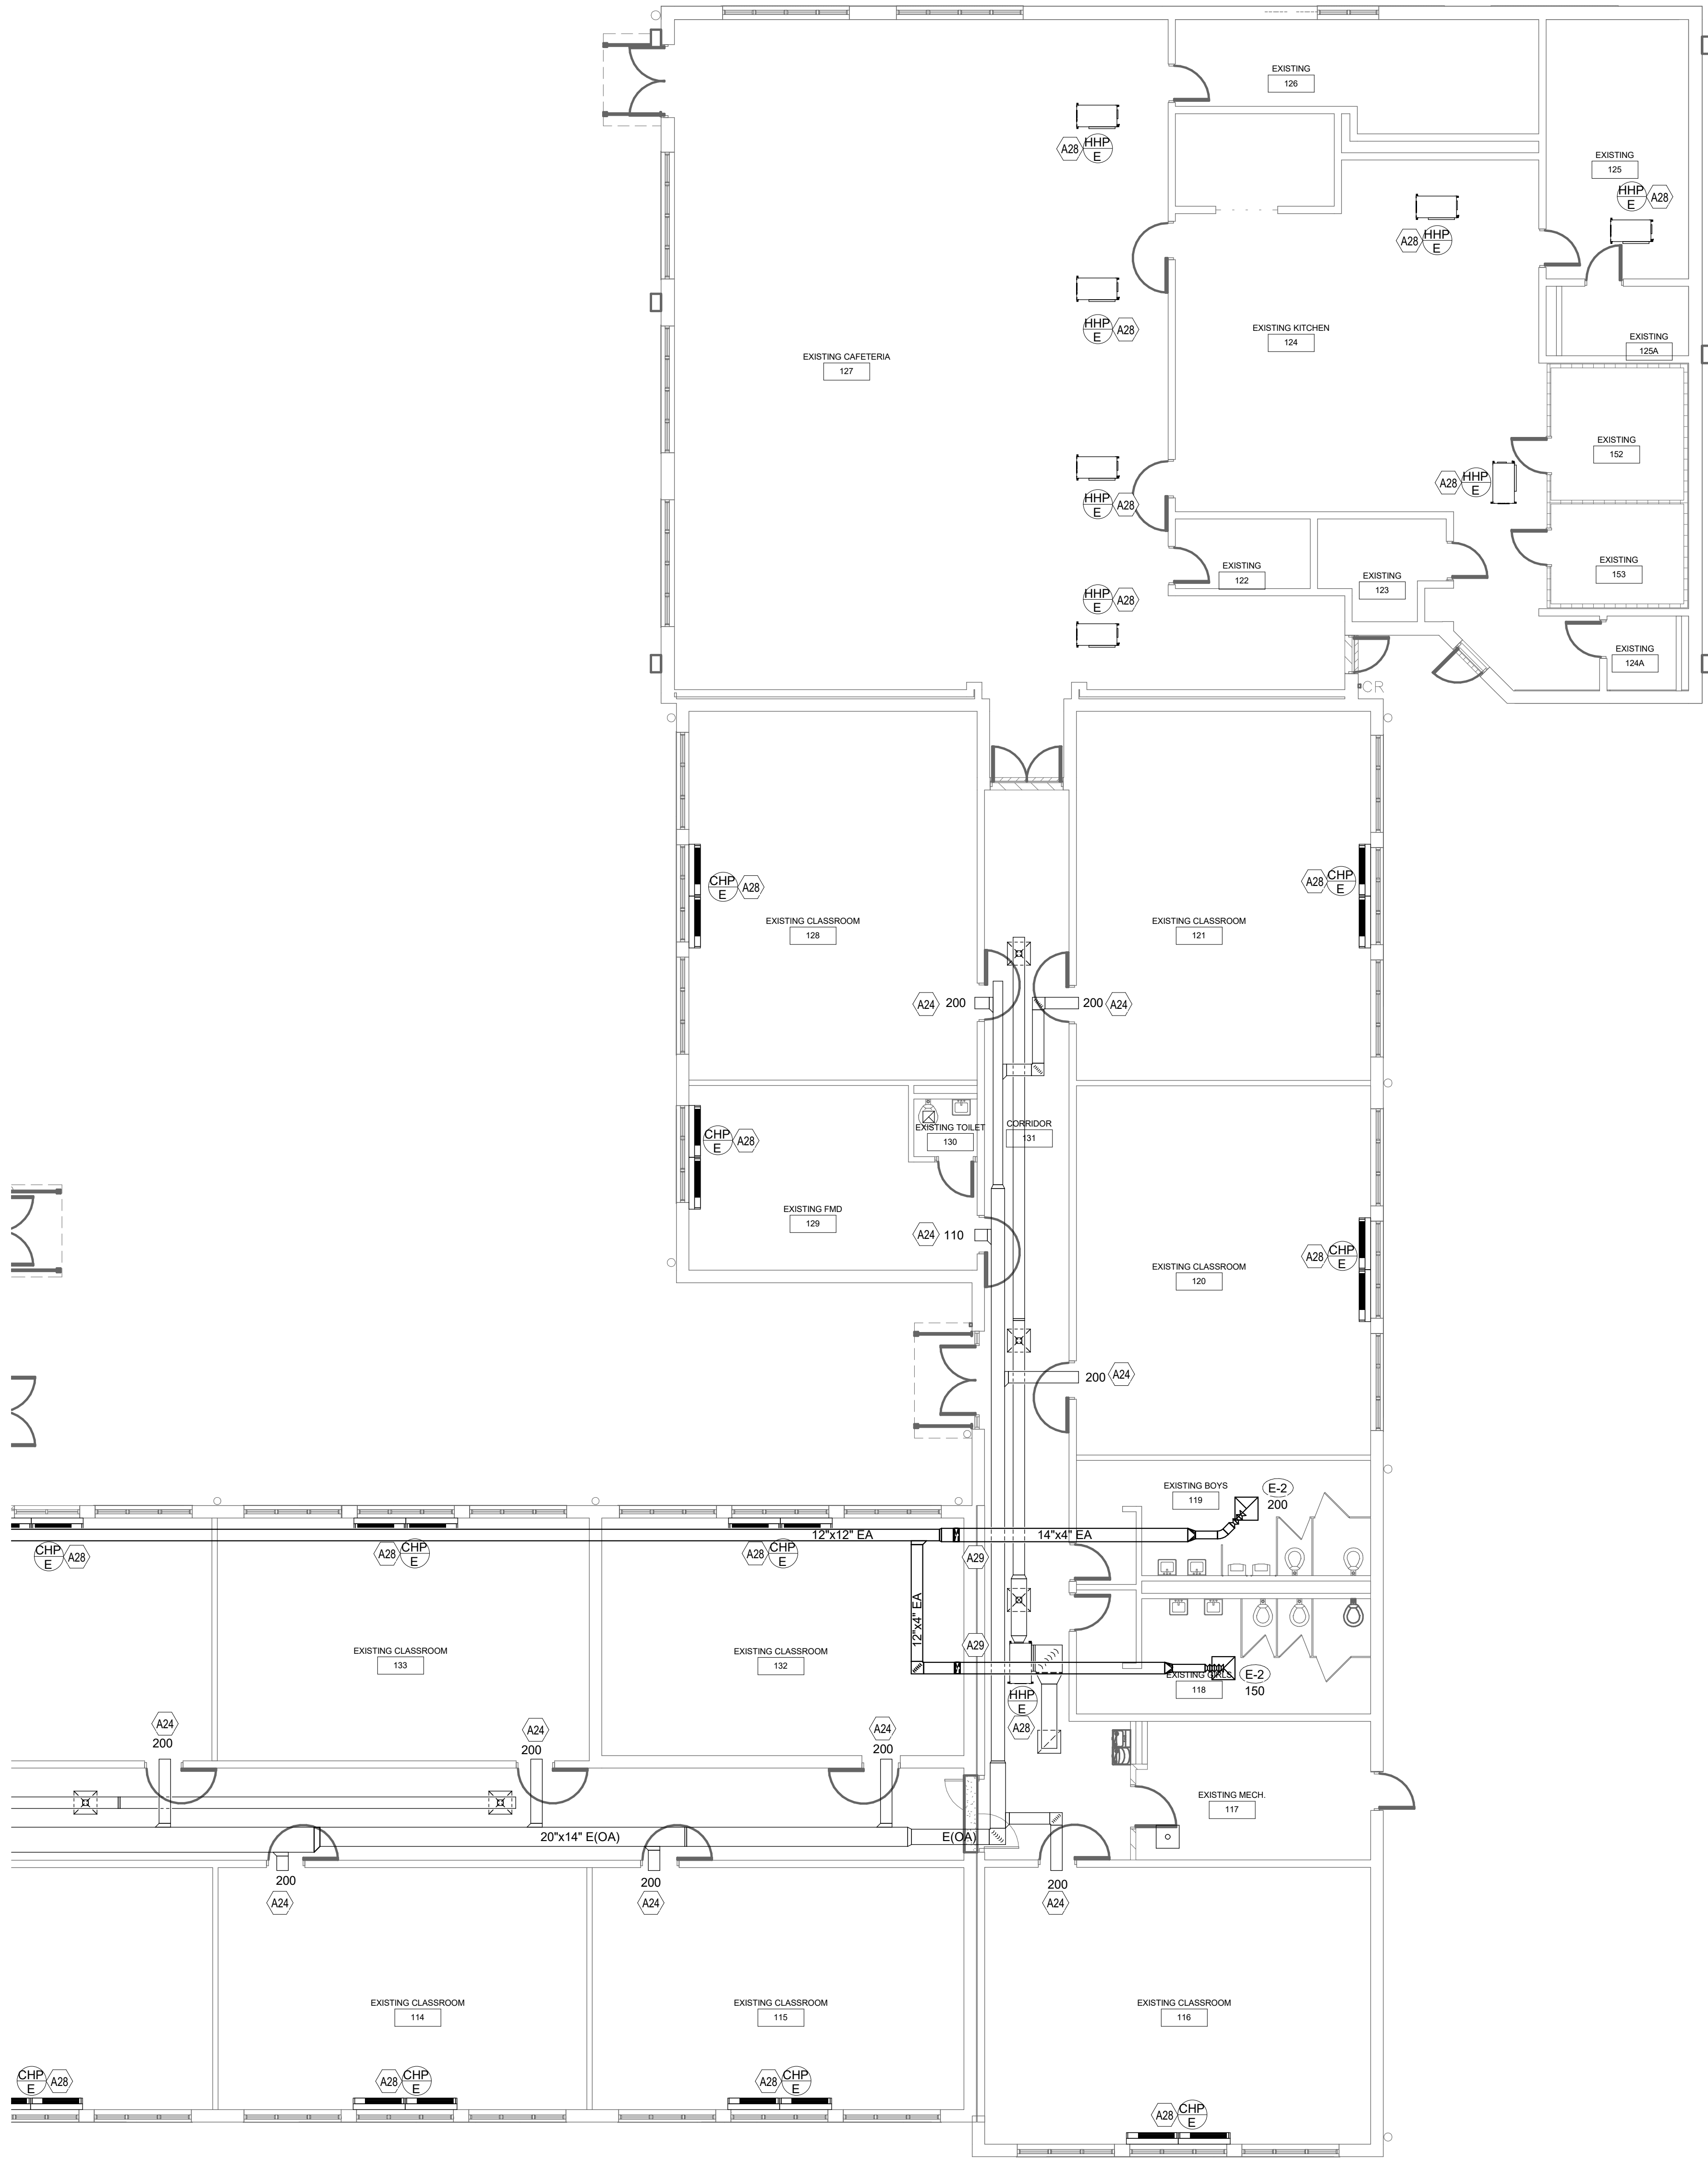 EXISTING
126
A28 HHP
E
EXISTING
125
HHP A28
E
A28 HHP
E
HHP A28
E
EXISTING KITCHEN
124
EXISTING
125A
EXISTING CAFETERIA
127
EXISTING
152
A28 HHP
E
HHP A28
E
EXISTING
153
EXISTING
122
EXISTING
123
HHP A28
E
EXISTING
124A
CR
CHP A28
E
A28 CHP
E
EXISTING CLASSROOM
128
EXISTING CLASSROOM
121
A24 200
200 A24
EXISTING TOILET
130
CORRIDOR
131
CHP A28
E
EXISTING FMD
129
A24 110
A28 CHP
E
EXISTING CLASSROOM
120
200 A24
EXISTING BOYS
119
E-2
200
12"x12" EA
14"x4" EA
CHP A28
E
A28 CHP
E
A28 CHP
E
A29
12"x4" EA
A29
EXISTING CLASSROOM
133
EXISTING CLASSROOM
132
EXISTING GIRLS
118
E-2
150
HHP
E
A28
A24
200
A24
200
A24
200
EXISTING MECH.
117
20"x14" E(OA)
E(OA)
200
A24
200
A24
200
A24
EXISTING CLASSROOM
114
EXISTING CLASSROOM
115
EXISTING CLASSROOM
116
CHP A28
E
A28 CHP
E
A28 CHP
E
A28 CHP
E